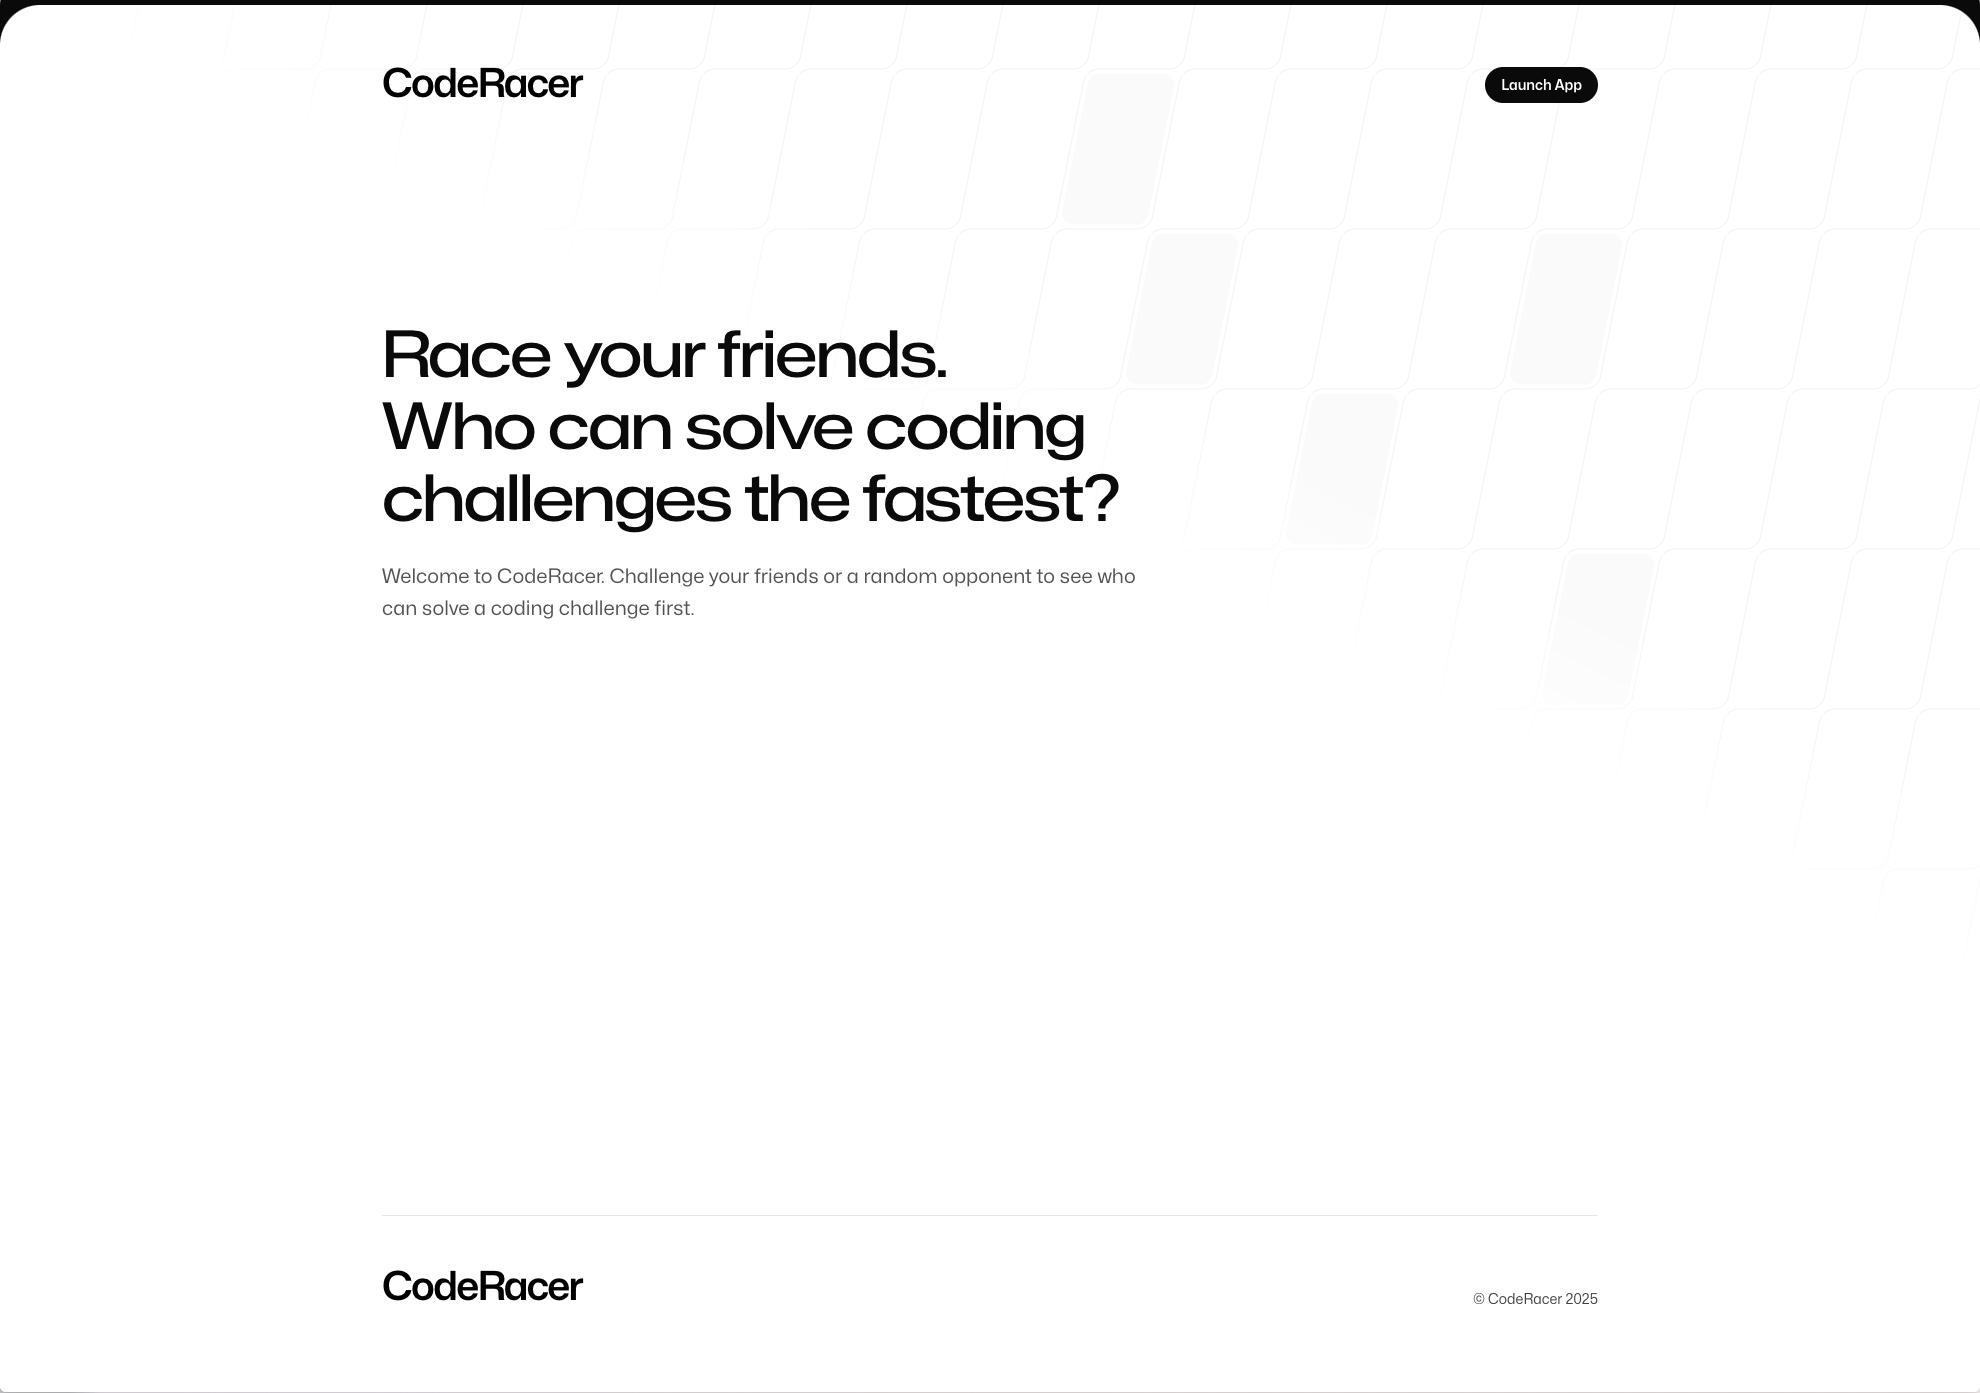 CodeRacer
Launch App
Race your friends.
Who can solve coding
challenges the fastest?
Welcome to CodeRacer. Challenge your friends or a random opponent to see who
can solve a coding challenge first.
CodeRacer
© CodeRacer 2025